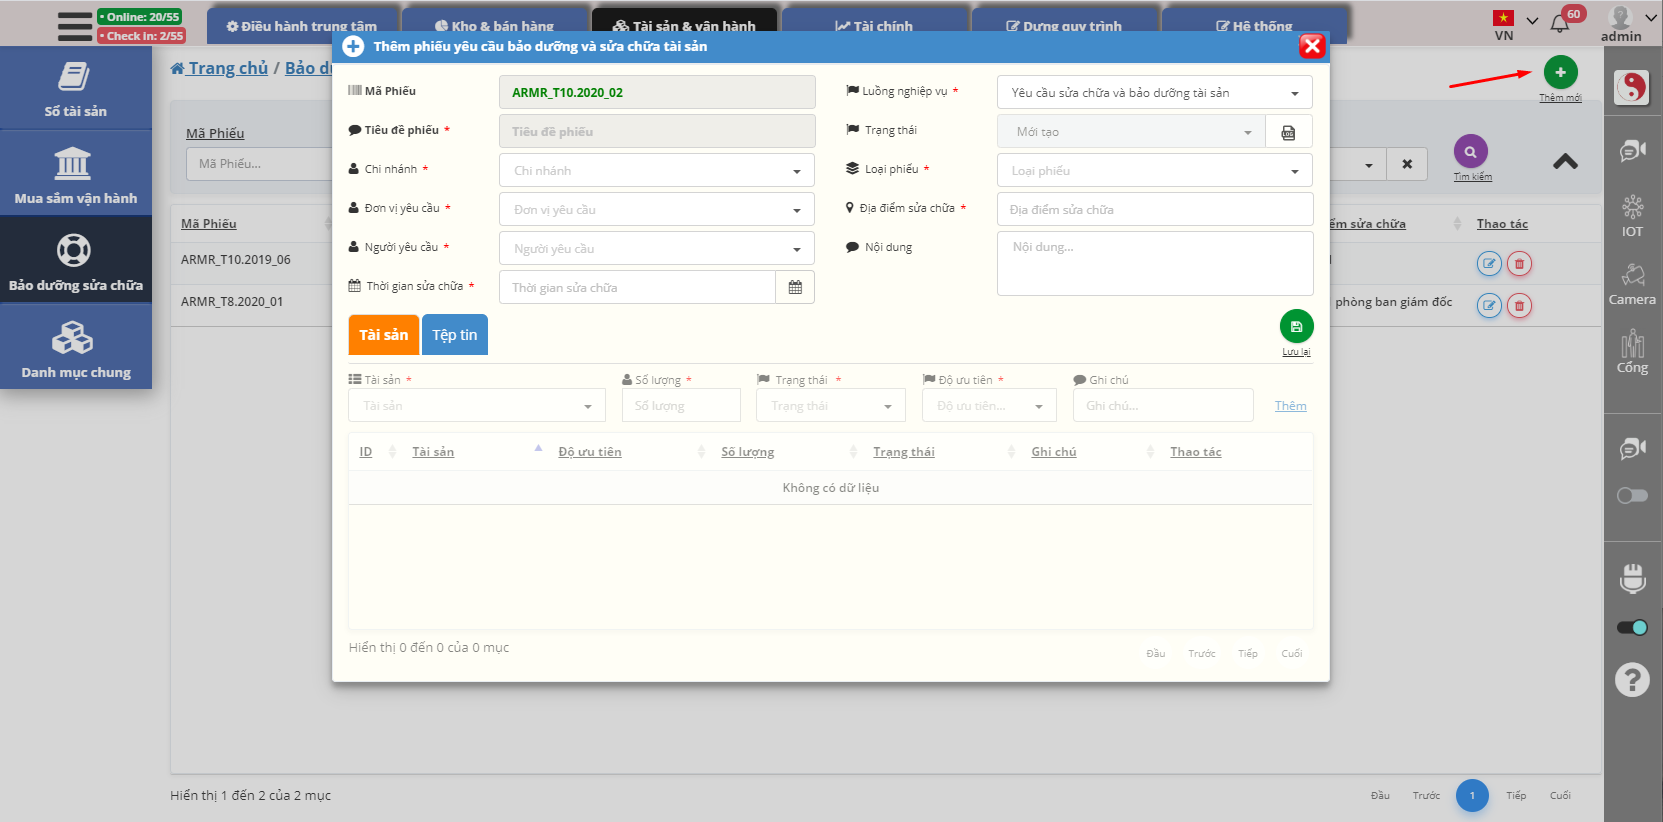 Online: 20/55
Check in: 2/55
Điều hành trung tâm
Kho & bán hàng
Tài sản & vận hành
Tài chính
Dựng quy trình
Hệ thống
VN
60
admin
Sổ tài sản
Mua sắm vận hành
Bảo dưỡng sửa chữa
Danh mục chung
Trang chủ / Bảo
Thêm mới
Mã Phiếu
Mã Phiếu...
Tìm kiếm
Mã Phiếu
sửa chữa
Thao tác
ARMR_T10.2019_06
ARMR_T8.2020_01
phòng ban giám đốc
Thêm phiếu yêu cầu bảo dưỡng và sửa chữa tài sản
Mã Phiếu
ARMR_T10.2020_02
Luồng nghiệp vụ *
Yêu cầu sửa chữa và bảo dưỡng tài sản
Tiêu đề phiếu *
Tiêu đề phiếu
Trạng thái
Mới tạo
LOG
Chi nhánh *
Chi nhánh
Loại phiếu *
Loại phiếu
Đơn vị yêu cầu *
Đơn vị yêu cầu
Địa điểm sửa chữa *
Địa điểm sửa chữa
Người yêu cầu *
Người yêu cầu
Nội dung
Nội dung...
Thời gian sửa chữa *
Thời gian sửa chữa
Tài sản
Tệp tin
Lưu lại
Tài sản *
Số lượng *
Trạng thái *
Độ ưu tiên *
Ghi chú
Tài sản
Số lượng
Trạng thái
Độ ưu tiên...
Ghi chú...
Thêm
ID
Tài sản
Độ ưu tiên
Số lượng
Trạng thái
Ghi chú
Thao tác
Không có dữ liệu
Hiển thị 0 đến 0 của 0 mục
Đầu
Trước
Tiếp
Cuối
Hiển thị 1 đến 2 của 2 mục
Đầu
Trước
1
Tiếp
Cuối
IOT
Camera
Cổng
?